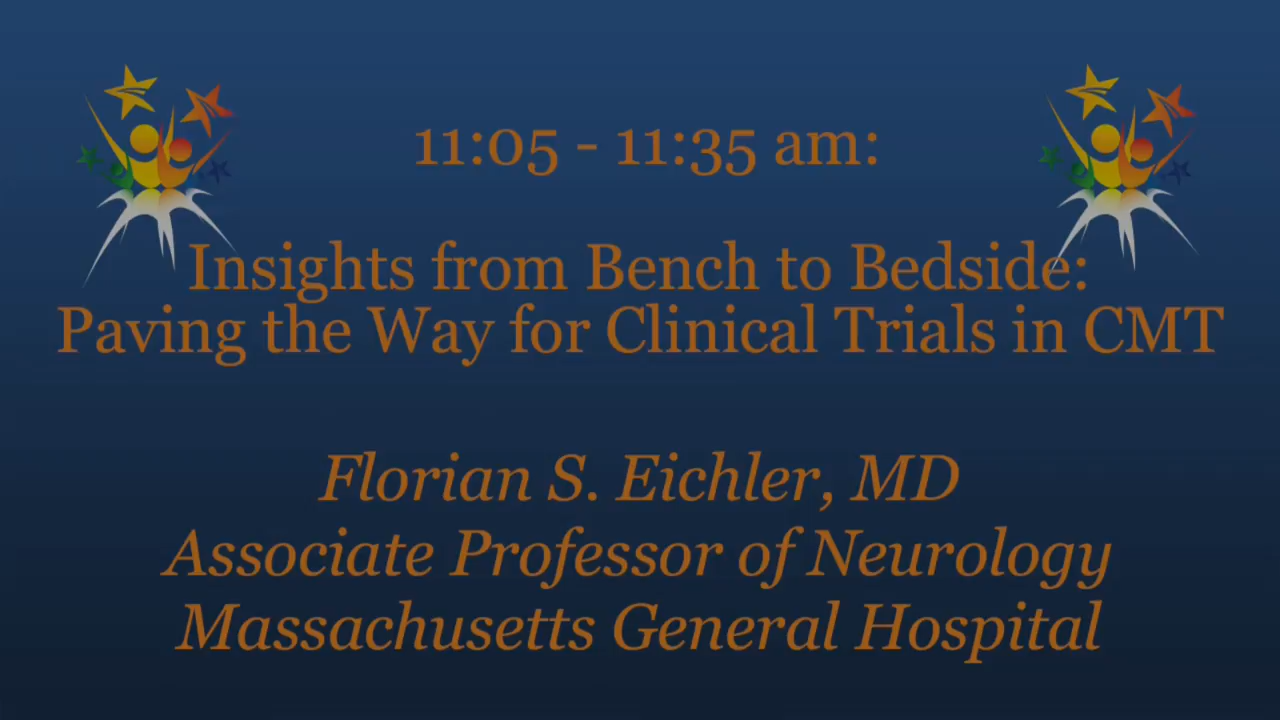 11:05 - 11:35 am:
Insights from Bench to Bedside:
Paving the Way for Clinical Trials in CMT
Florian S. Eichler, MD
Associate Professor of Neurology
Massachusetts General Hospital